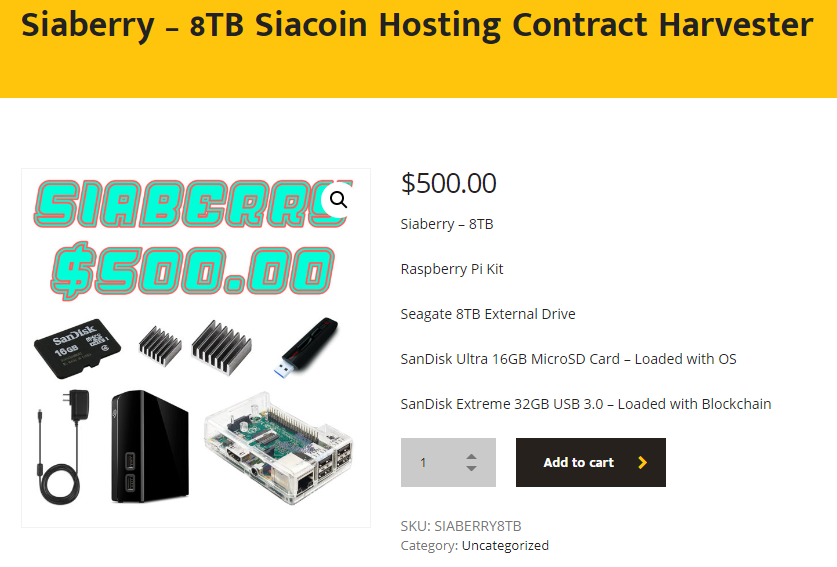 Siaberry – 8TB Siacoin Hosting Contract Harvester
SIABERRY
$500.00
SanDisk
16GB
$500.00
Siaberry – 8TB
Raspberry Pi Kit
Seagate 8TB External Drive
SanDisk Ultra 16GB MicroSD Card – Loaded with OS
SanDisk Extreme 32GB USB 3.0 – Loaded with Blockchain
1
Add to cart
SKU: SIABERRY8TB
Category: Uncategorized